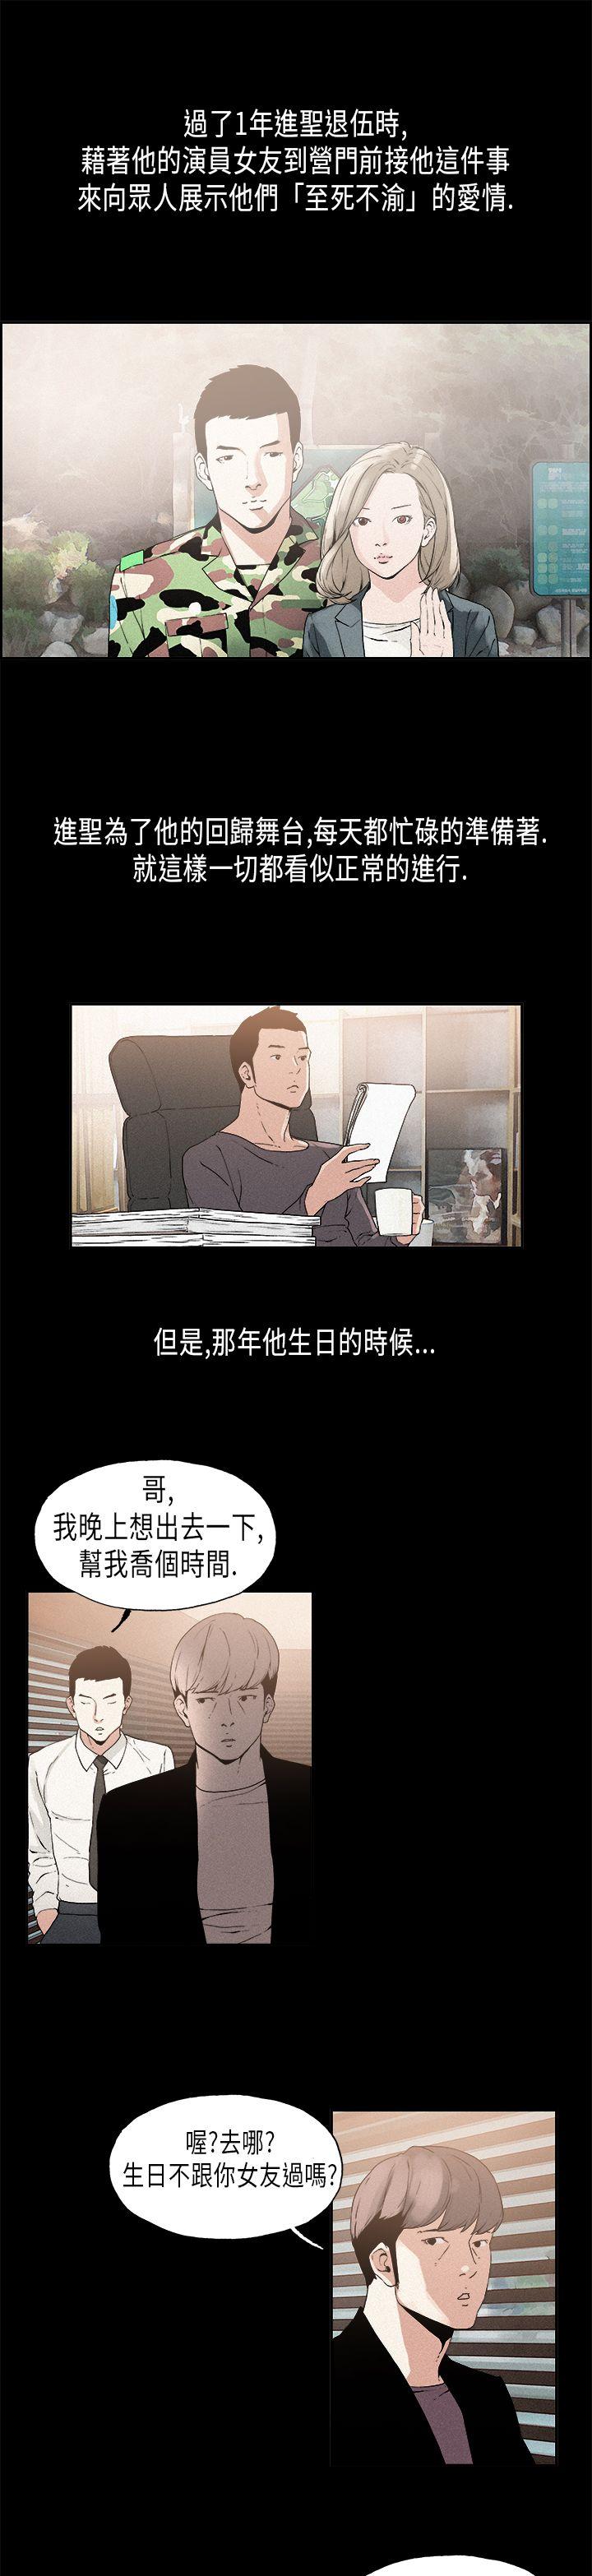 過了1年進聖退伍時,
藉著他的演員女友到營門前接他這件事
來向眾人展示他們「至死不渝」的愛情.
進聖為了他的回歸舞台,每天都忙碌的準備著.
就這樣一切都看似正常的進行.
但是,那年他生日的時候...
哥,
我晚上想出去一下,
幫我喬個時間.
喔?去哪?
生日不跟你女友過嗎?